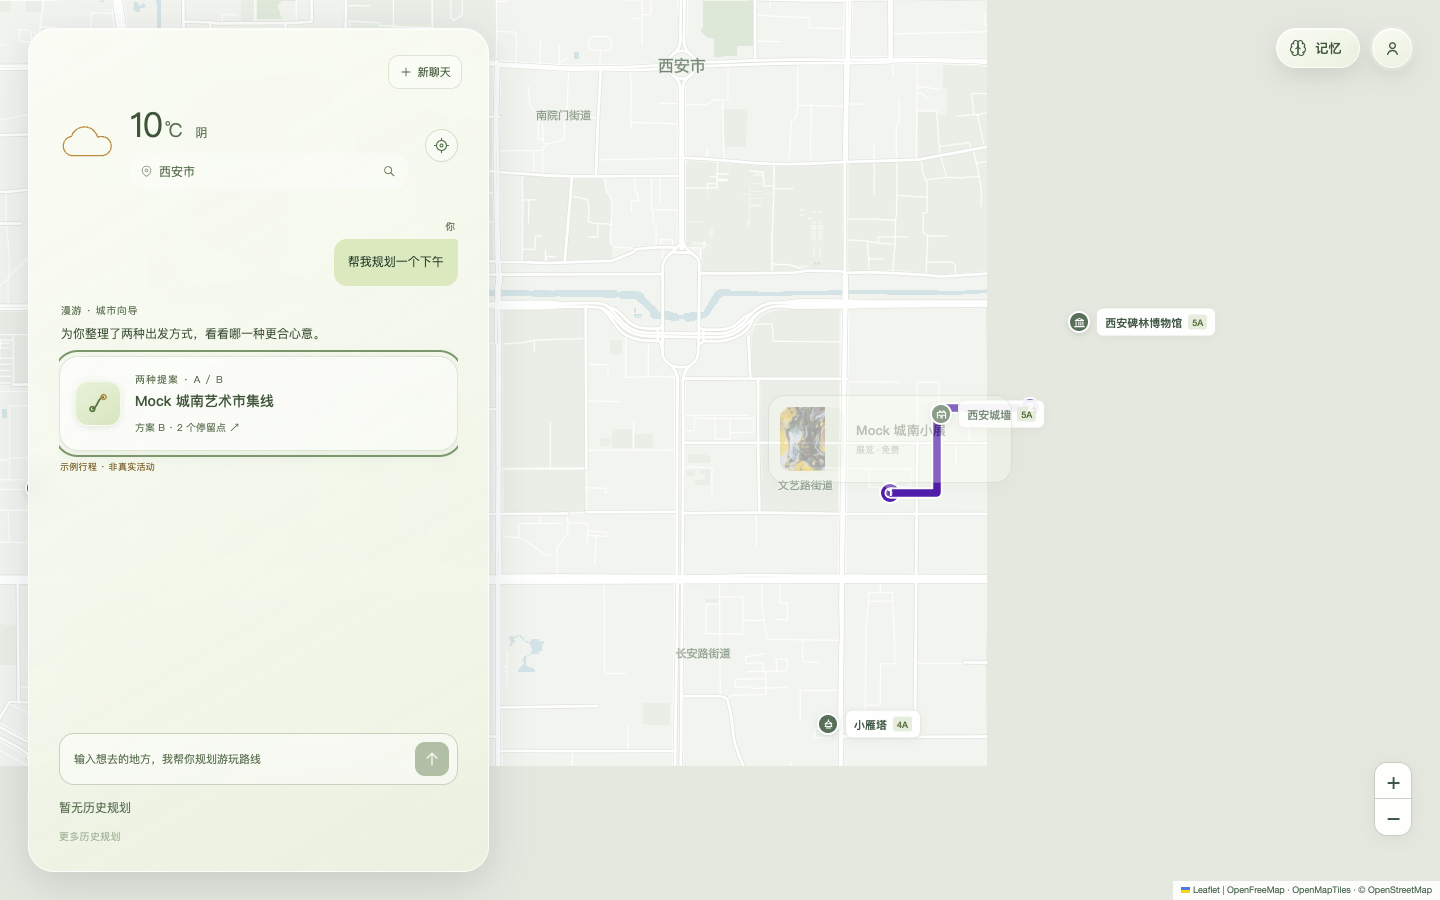 新聊天
10℃ 阴
西安市
你
帮我规划一个下午
漫游 · 城市向导
为你整理了两种出发方式，看看哪一种更合心意。
两种提案 · A / B
Mock 城南艺术市集线
方案 B · 2 个停留点 ↗
示例行程 · 非真实活动
输入想去的地方，我帮你规划游玩路线
暂无历史规划
更多历史规划
西安市
南院门街道
西安碑林博物馆 5A
西安城墙 5A
Mock 城南小展
展览 · 免费
文艺路街道
长安路街道
小雁塔 4A
记忆
+
−
Leaflet | OpenFreeMap · OpenMapTiles · © OpenStreetMap